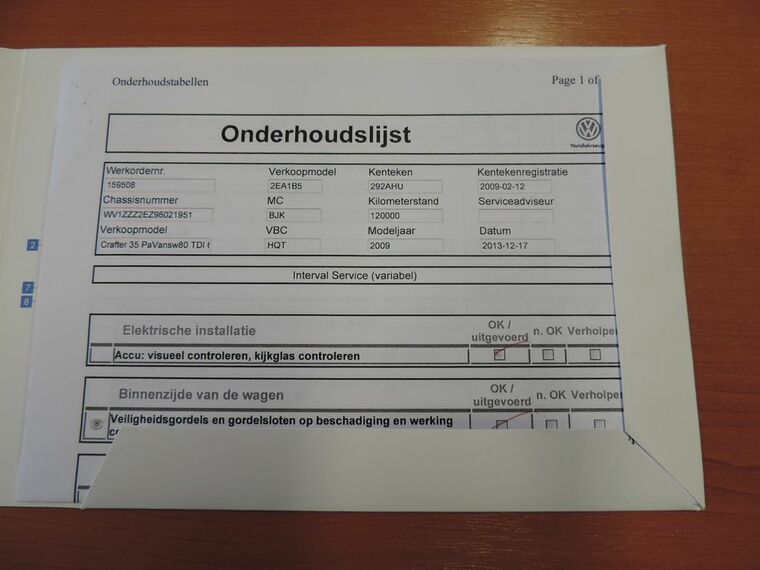 Onderhoudstabellen Page 1 of
Onderhoudslijst
Nutzfahrzeug
Werkordernr. Verkoopmodel Kenteken Kentekenregistratie
159508 2EA1B5 292AHU 2009-02-12
Chassisnummer MC Kilometerstand Serviceadviseur
WV1ZZZ2EZ96021951 BJK 120000
Verkoopmodel VBC Modeljaar Datum
Crafter 35 PaVansw80 TDI HQT 2009 2013-12-17
Interval Service (variabel)
Elektrische installatie OK / uitgevoerd n. OK Verholpen
Accu: visueel controleren, kijkglas controleren
Binnenzijde van de wagen OK / uitgevoerd n. OK Verholpen
Veiligheidsgordels en gordelsloten op beschadiging en werking
2
7
8